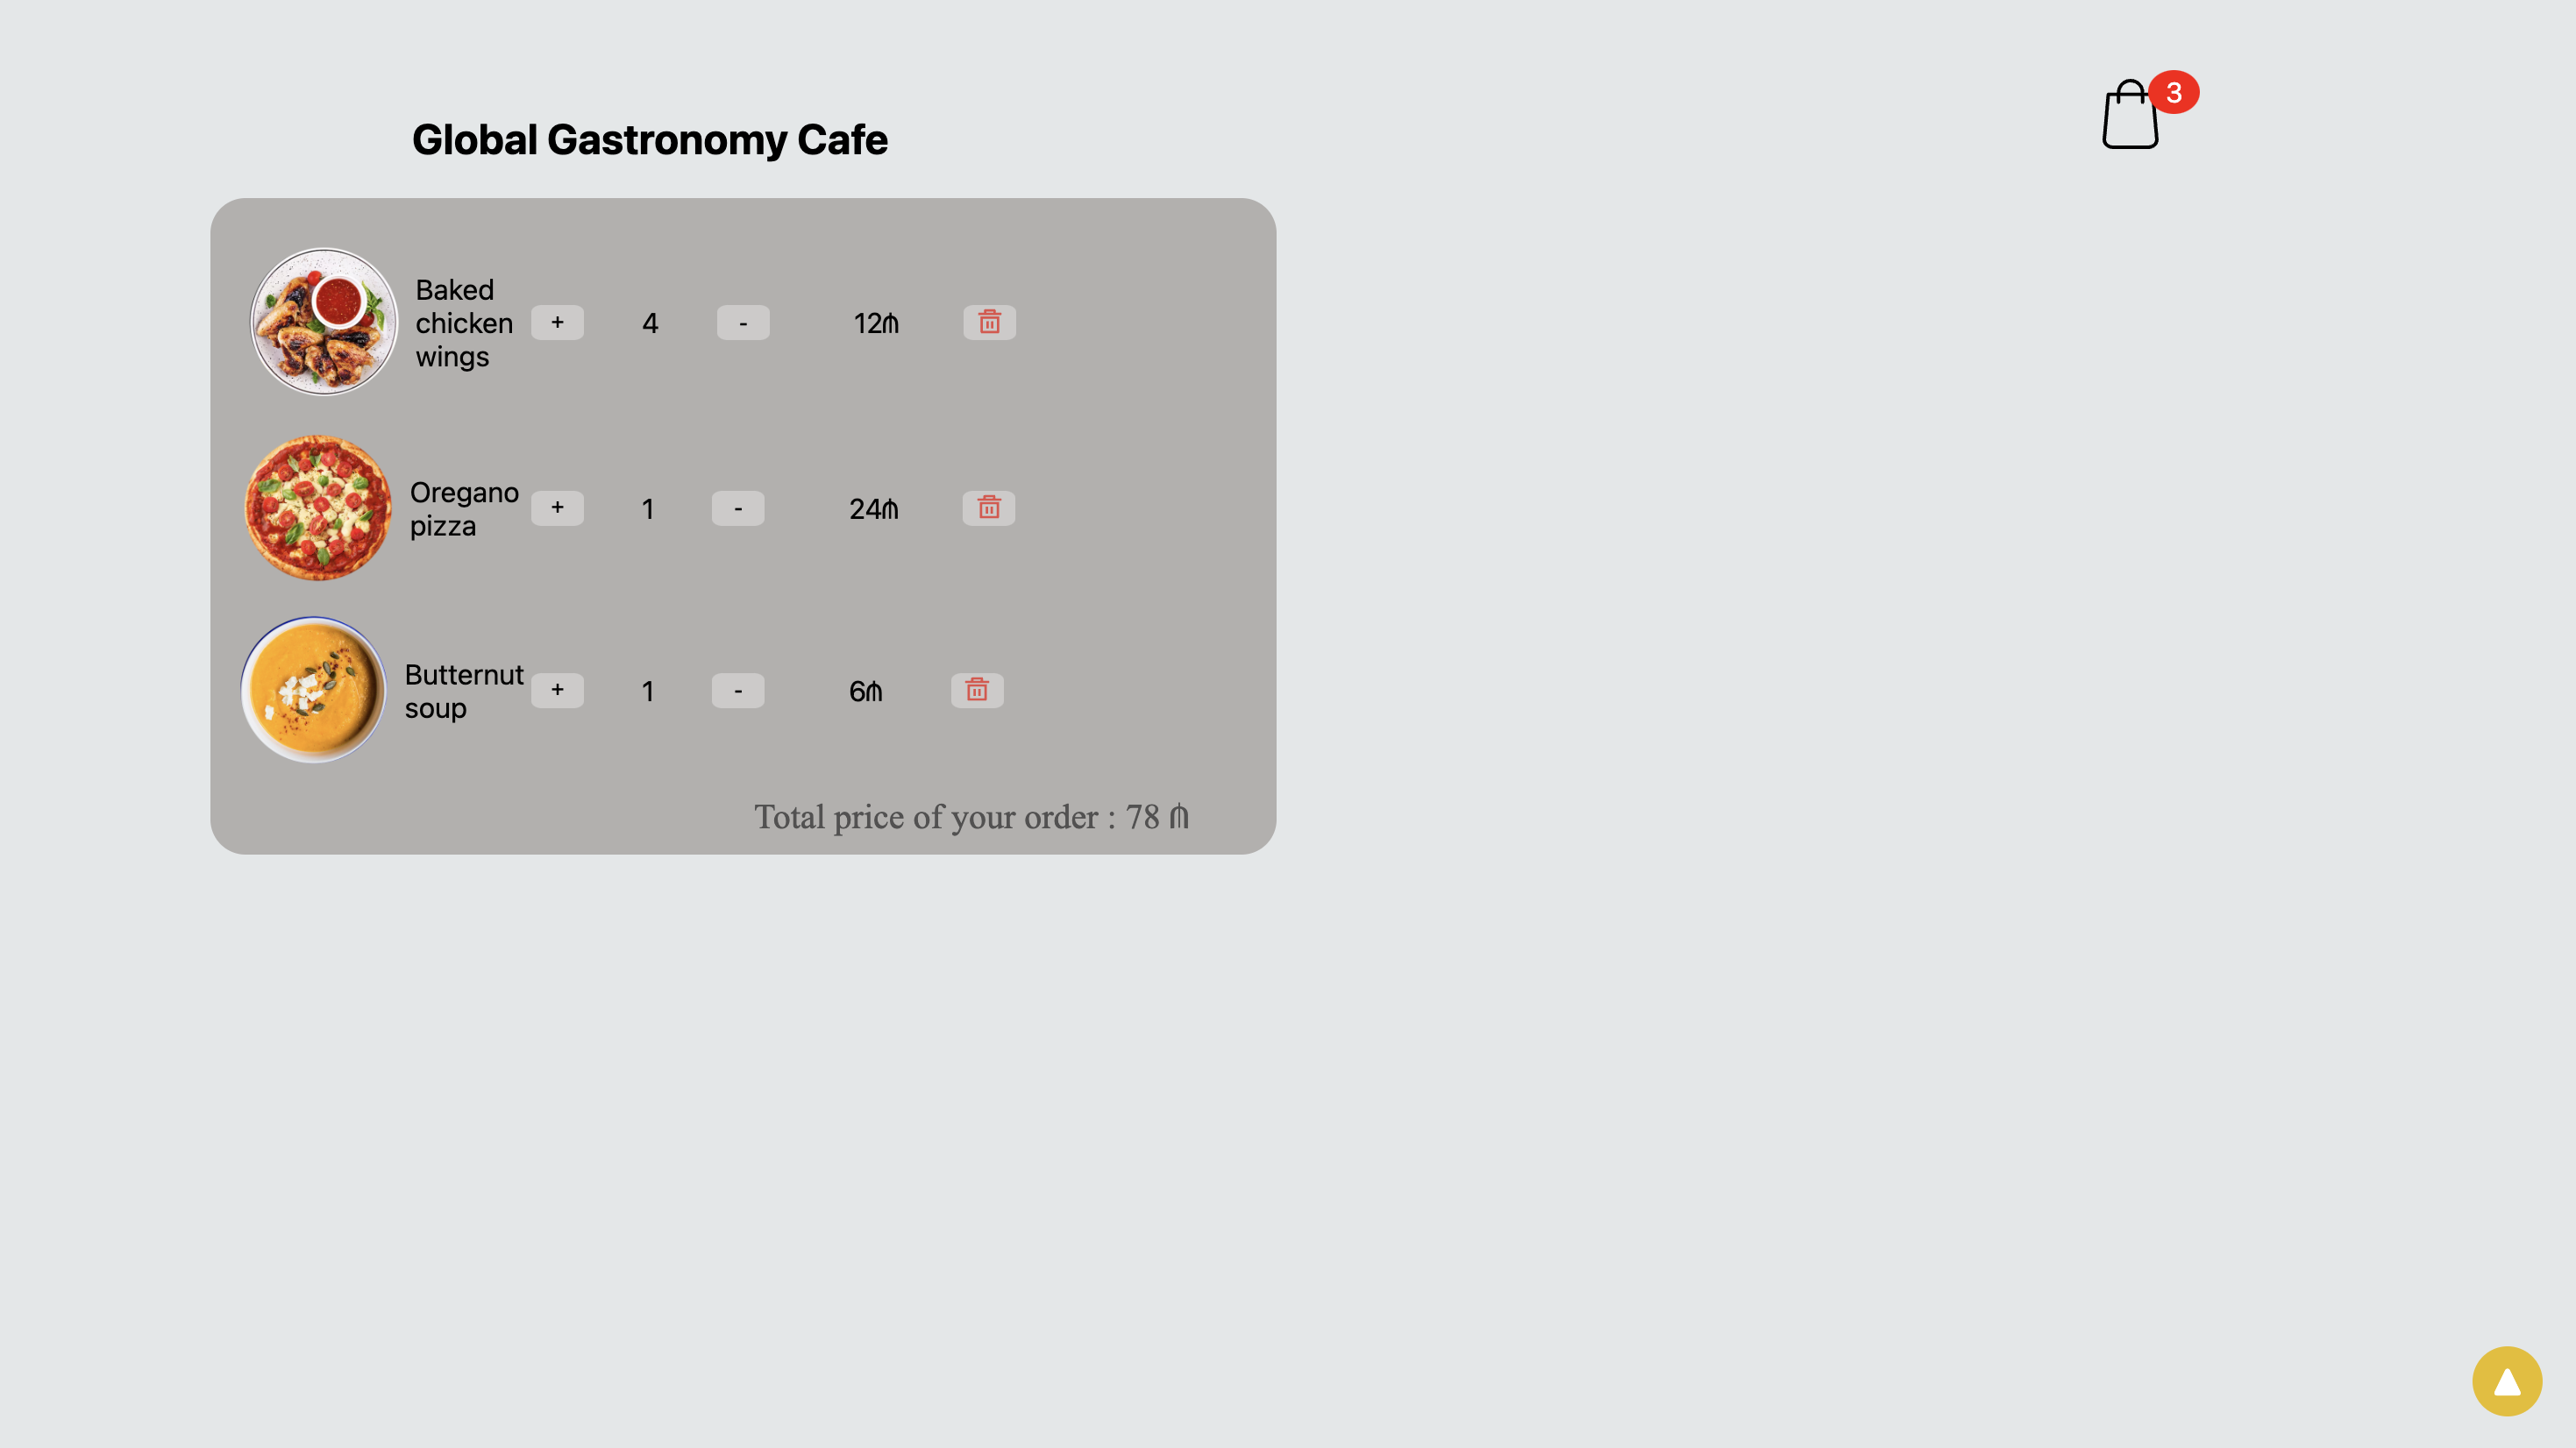 3
Global Gastronomy Cafe
Baked
chicken
wings
+ 4 - 12₼
Oregano
pizza
+ 1 - 24₼
Butternut
soup
+ 1 - 6₼
Total price of your order : 78 ₼